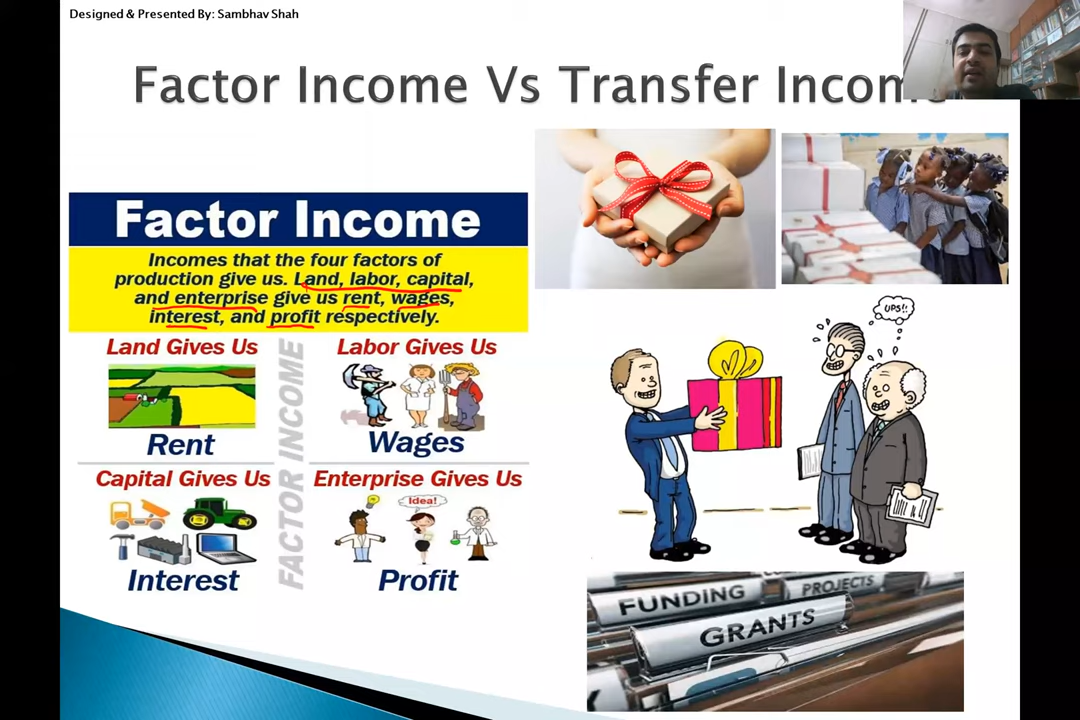 Designed & Presented By: Sambhav Shah
Factor Income Vs Transfer Income
Factor Income
Incomes that the four factors of
production give us. Land, labor, capital,
and enterprise give us rent, wages,
interest, and profit respectively.
Land Gives Us
Rent
Labor Gives Us
Wages
FACTOR INCOME
Capital Gives Us
Interest
Enterprise Gives Us
Idea!
Profit
UPS!!
FUNDING
PROJECTS
GRANTS